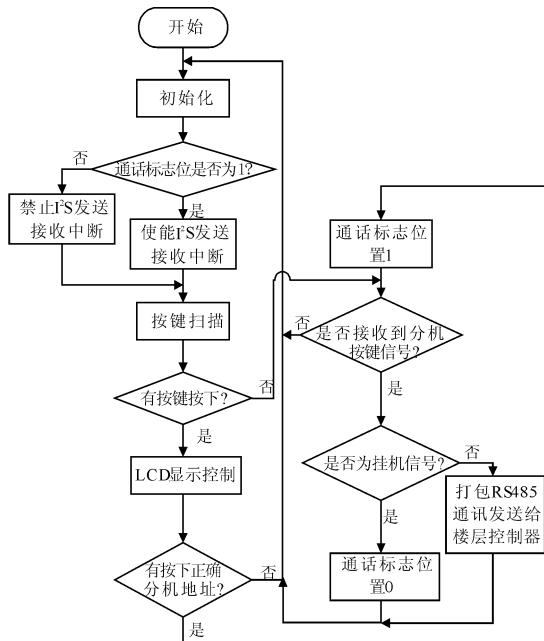 开始
初始化
通话标志位是否为1?
否
是
禁止I²S发送
接收中断
使能I²S发送
接收中断
按键扫描
有按键按下?
否
是
LCD显示控制
有按下正确
分机地址?
否
是
通话标志位
置1
是否接收到分机
按键信号?
否
是
是否为挂机信号?
否
是
打包RS485
通讯发送给
楼层控制器
通话标志位
置0